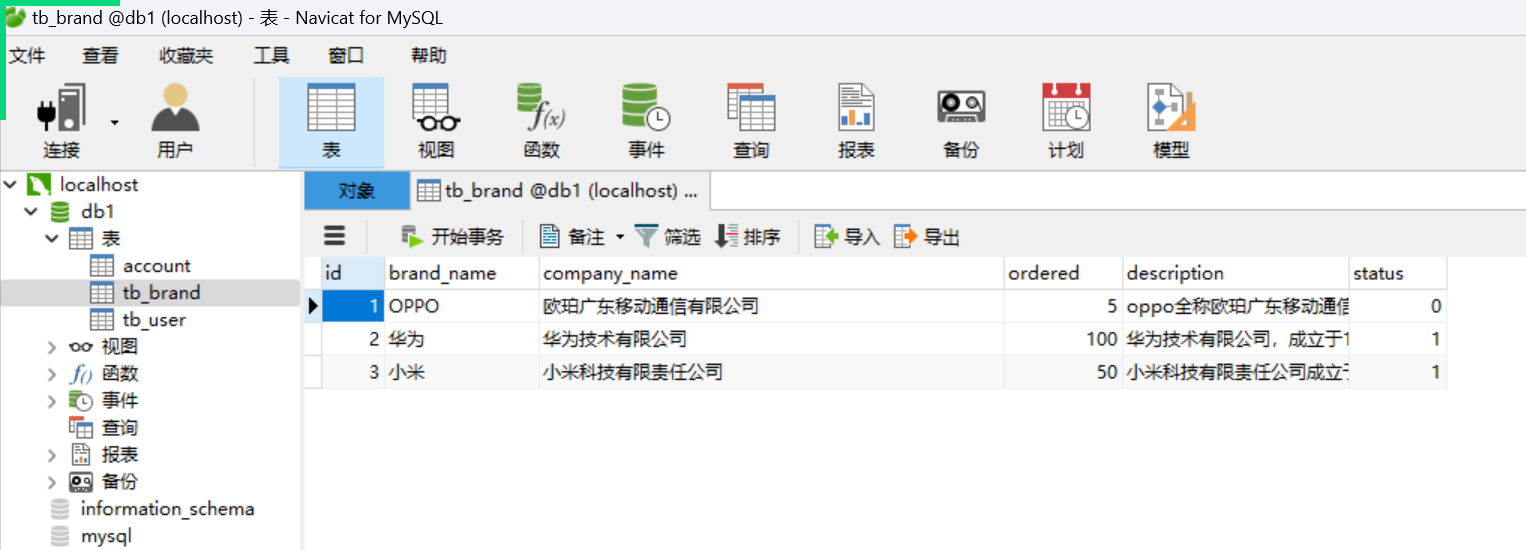 tb_brand @db1 (localhost) - 表 - Navicat for MySQL
文件 查看 收藏夹 工具 窗口 帮助
连接 用户 表 视图 函数 事件 查询 报表 备份 计划 模型
localhost
db1
表
account
tb_brand
tb_user
视图
函数
事件
查询
报表
备份
information_schema
mysql
对象 tb_brand @db1 (localhost) ...
开始事务 备注 筛选 排序 导入 导出
id brand_name company_name ordered description status
1 OPPO 欧珀广东移动通信有限公司 5 oppo全称欧珀广东移动通信 0
2 华为 华为技术有限公司 100 华为技术有限公司，成立于1 1
3 小米 小米科技有限责任公司 50 小米科技有限责任公司成立于 1